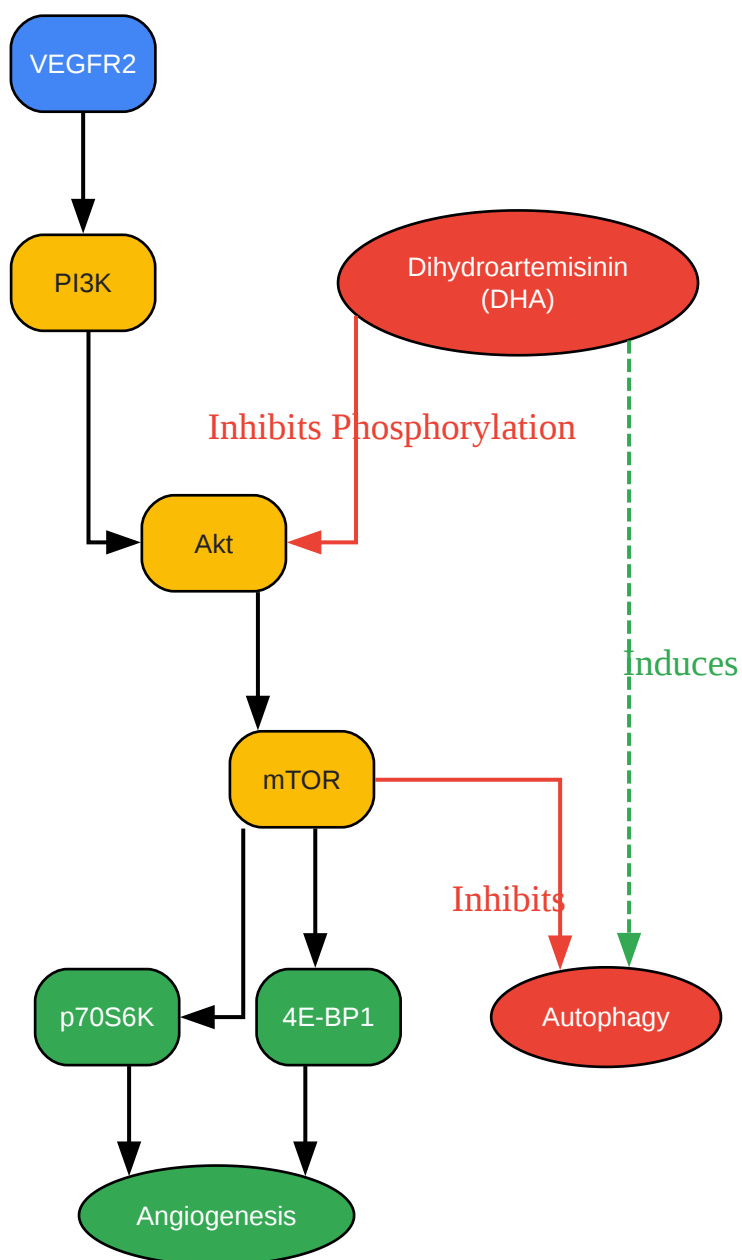 VEGFR2
PI3K
Dihydroartemisinin
(DHA)
Inhibits Phosphorylation
Akt
Induces
mTOR
Inhibits
p70S6K
4E-BP1
Autophagy
Angiogenesis